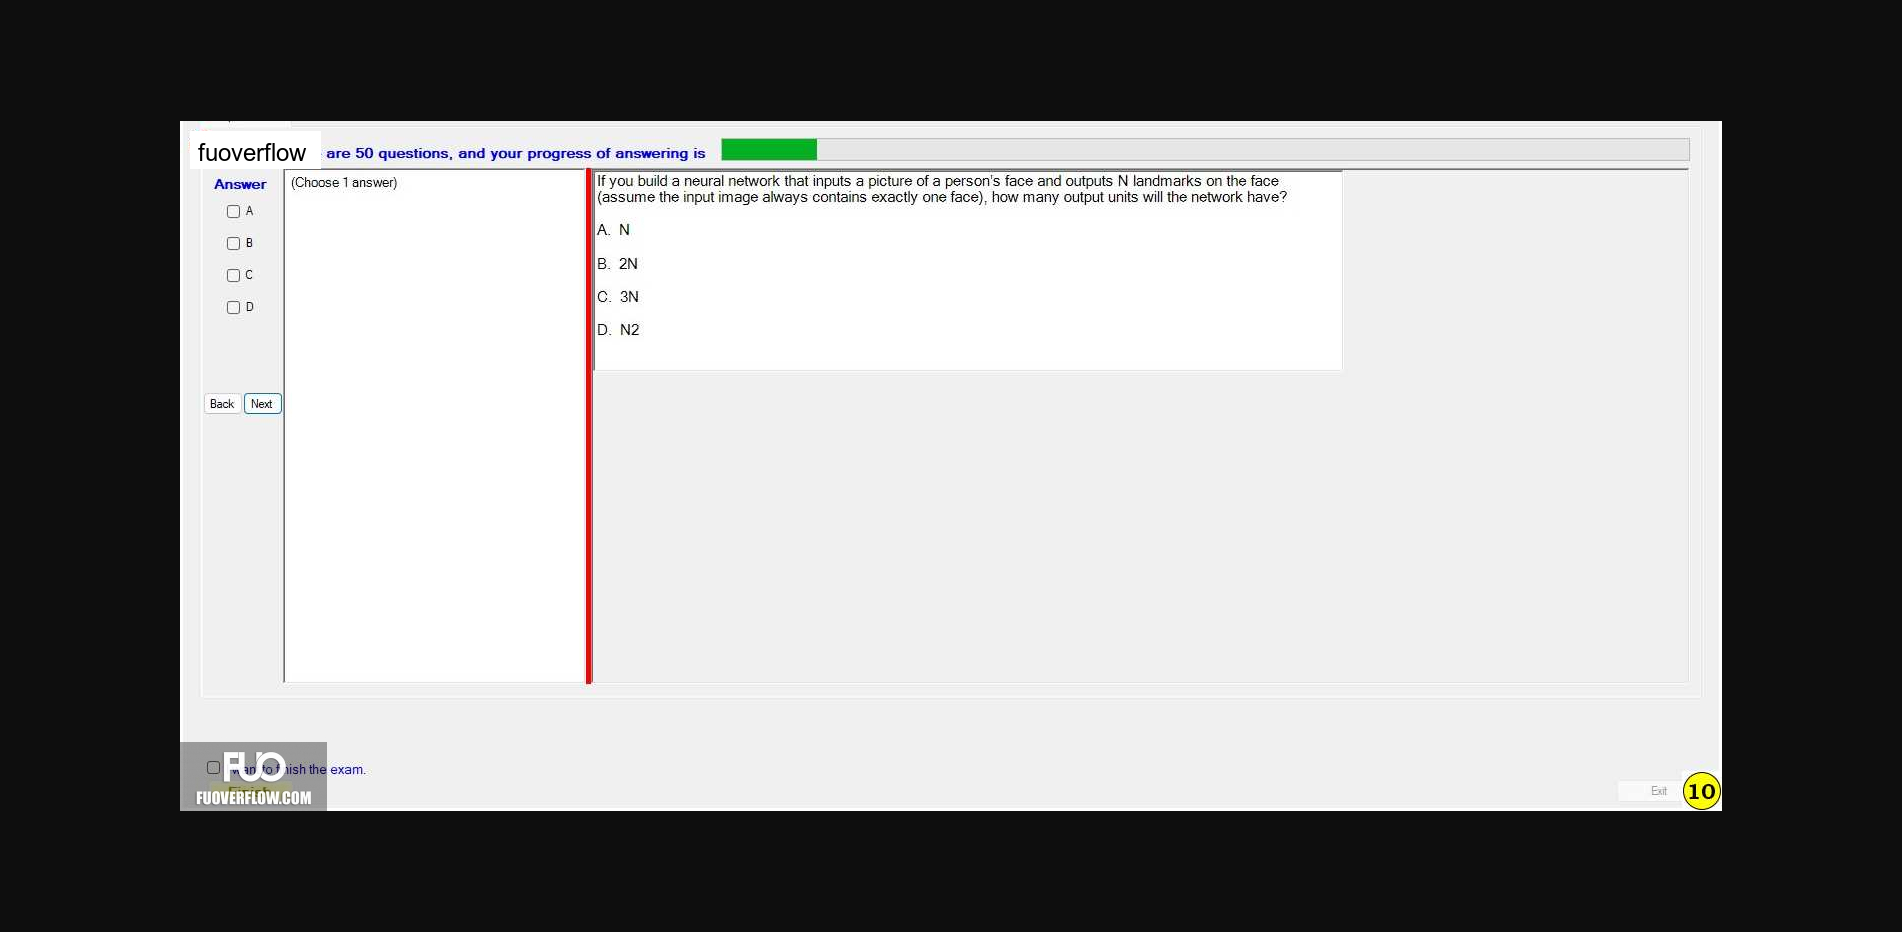 fuoverflow are 50 questions, and your progress of answering is
Answer
(Choose 1 answer)
A
B
C
D
Back Next
If you build a neural network that inputs a picture of a person's face and outputs N landmarks on the face
(assume the input image always contains exactly one face), how many output units will the network have?
A. N
B. 2N
C. 3N
D. N2
want to finish the exam.
Finish
FUO
FUOVERFLOW.COM
Exit
10